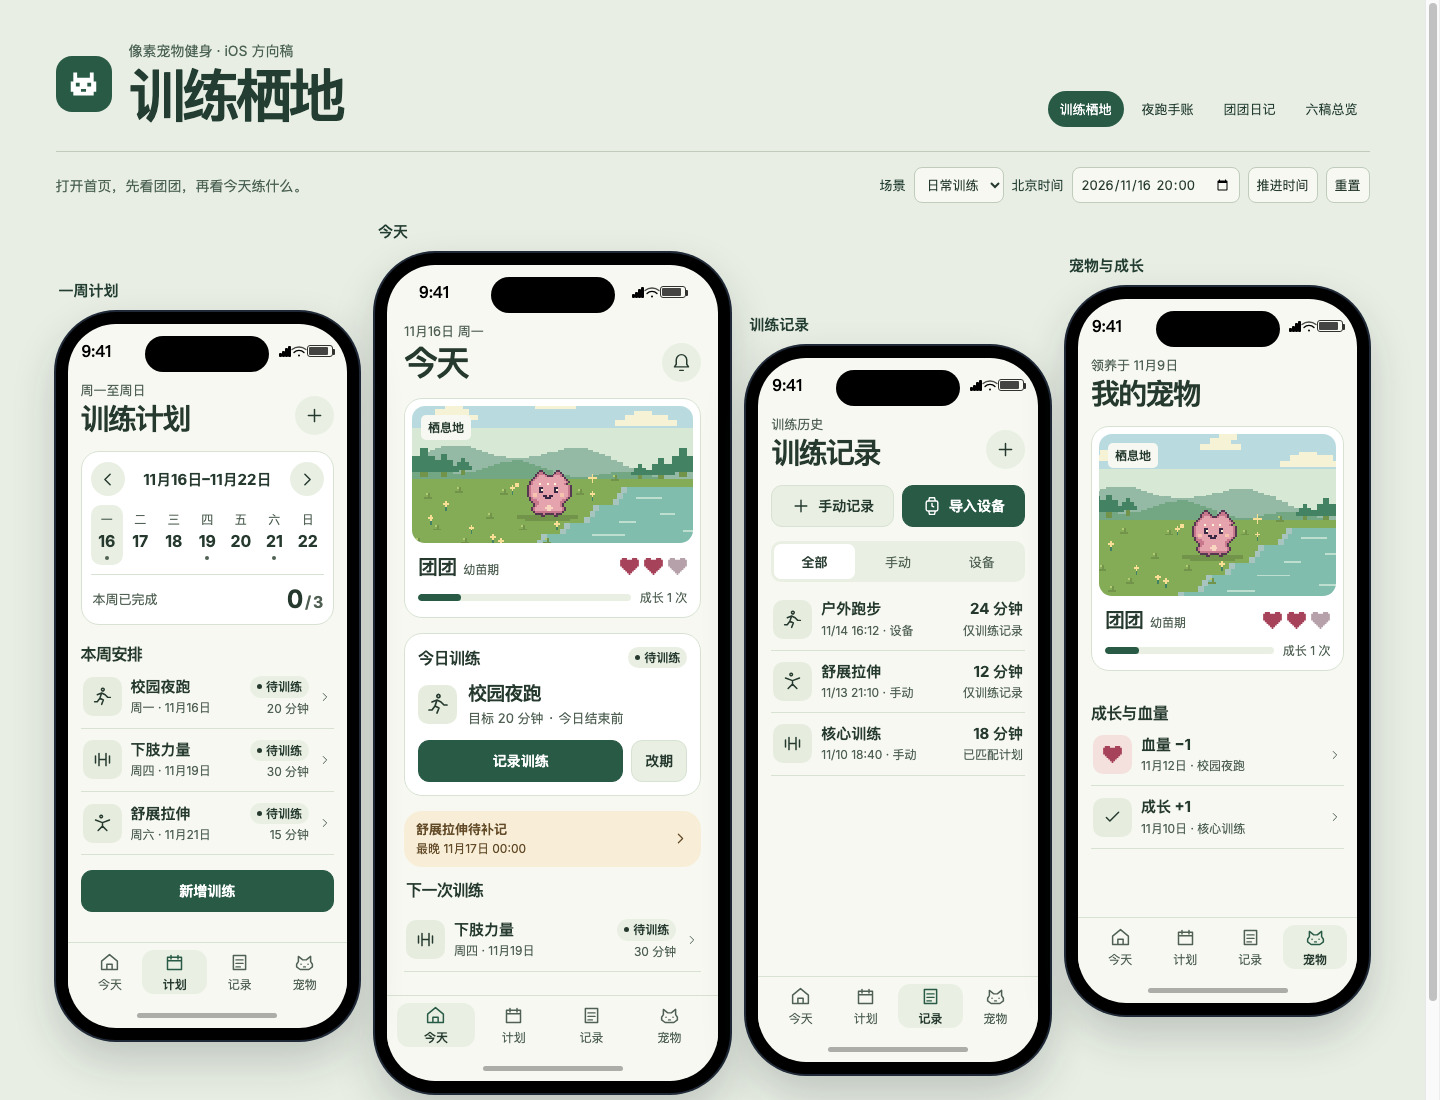 像素宠物健身 · iOS 方向稿
训练栖地
训练栖地
夜跑手账
团团日记
六稿总览
打开首页，先看团团，再看今天练什么。
场景
日常训练
北京时间
2026/11/16 20:00
推进时间
重置
一周计划
9:41
周一至周日
训练计划
11月16日–11月22日
一 二 三 四 五 六 日
16 17 18 19 20 21 22
本周已完成
0/3
本周安排
校园夜跑
周一 · 11月16日
待训练
20 分钟
下肢力量
周四 · 11月19日
待训练
30 分钟
舒展拉伸
周六 · 11月21日
待训练
15 分钟
新增训练
今天
计划
记录
宠物
今天
9:41
11月16日 周一
今天
栖息地
团团 幼苗期
成长 1 次
今日训练
待训练
校园夜跑
目标 20 分钟 · 今日结束前
记录训练
改期
舒展拉伸待补记
最晚 11月17日 00:00
下一次训练
下肢力量
周四 · 11月19日
待训练
30 分钟
今天
计划
记录
宠物
训练记录
9:41
训练历史
训练记录
手动记录
导入设备
全部
手动
设备
户外跑步
11/14 16:12 · 设备
24 分钟
仅训练记录
舒展拉伸
11/13 21:10 · 手动
12 分钟
仅训练记录
核心训练
11/10 18:40 · 手动
18 分钟
已匹配计划
今天
计划
记录
宠物
宠物与成长
9:41
领养于 11月9日
我的宠物
栖息地
团团 幼苗期
成长 1 次
成长与血量
血量 −1
11月12日 · 校园夜跑
成长 +1
11月10日 · 核心训练
今天
计划
记录
宠物